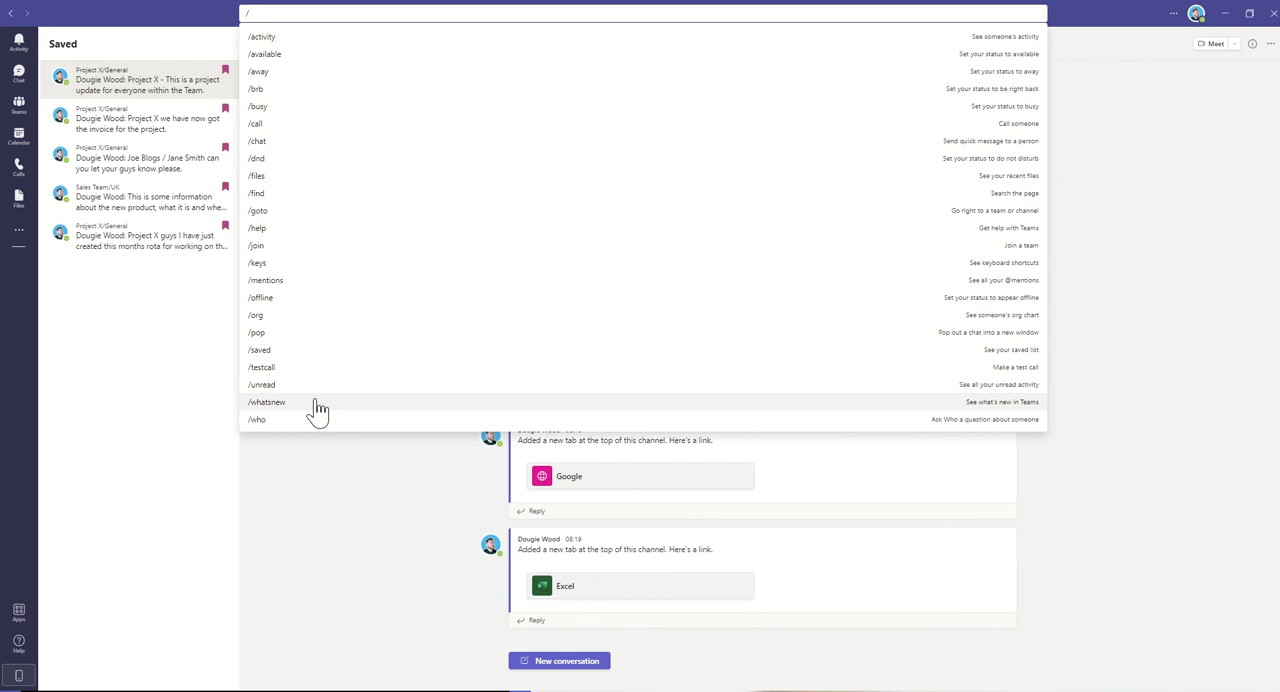 /
Activity
Chat
Teams
Calendar
Calls
Files
Apps
Help
Saved
Project X/General
Dougie Wood: Project X - This is a project
update for everyone within the Team.
Project X/General
Dougie Wood: Project X we have now got
the invoice for the project.
Project X/General
Dougie Wood: Joe Blogs / Jane Smith can
you let your guys know please.
Sales Team/UK
Dougie Wood: This is some information
about the new product, what it is and whe...
Project X/General
Dougie Wood: Project X guys I have just
created this months rota for working on th...
/activity See someone's activity
/available Set your status to available
/away Set your status to away
/brb Set your status to be right back
/busy Set your status to busy
/call Call someone
/chat Send quick message to a person
/dnd Set your status to do not disturb
/files See your recent files
/find Search the page
/goto Go right to a team or channel
/help Get help with Teams
/join Join a team
/keys See keyboard shortcuts
/mentions See all your @mentions
/offline Set your status to appear offline
/org See someone's org chart
/pop Pop out a chat into a new window
/saved See your saved list
/testcall Make a test call
/unread See all your unread activity
/whatsnew See what's new in Teams
/who Ask Who a question about someone
Meet
Added a new tab at the top of this channel. Here's a link.
Google
Reply
Dougie Wood 08:19
Added a new tab at the top of this channel. Here's a link.
Excel
Reply
New conversation